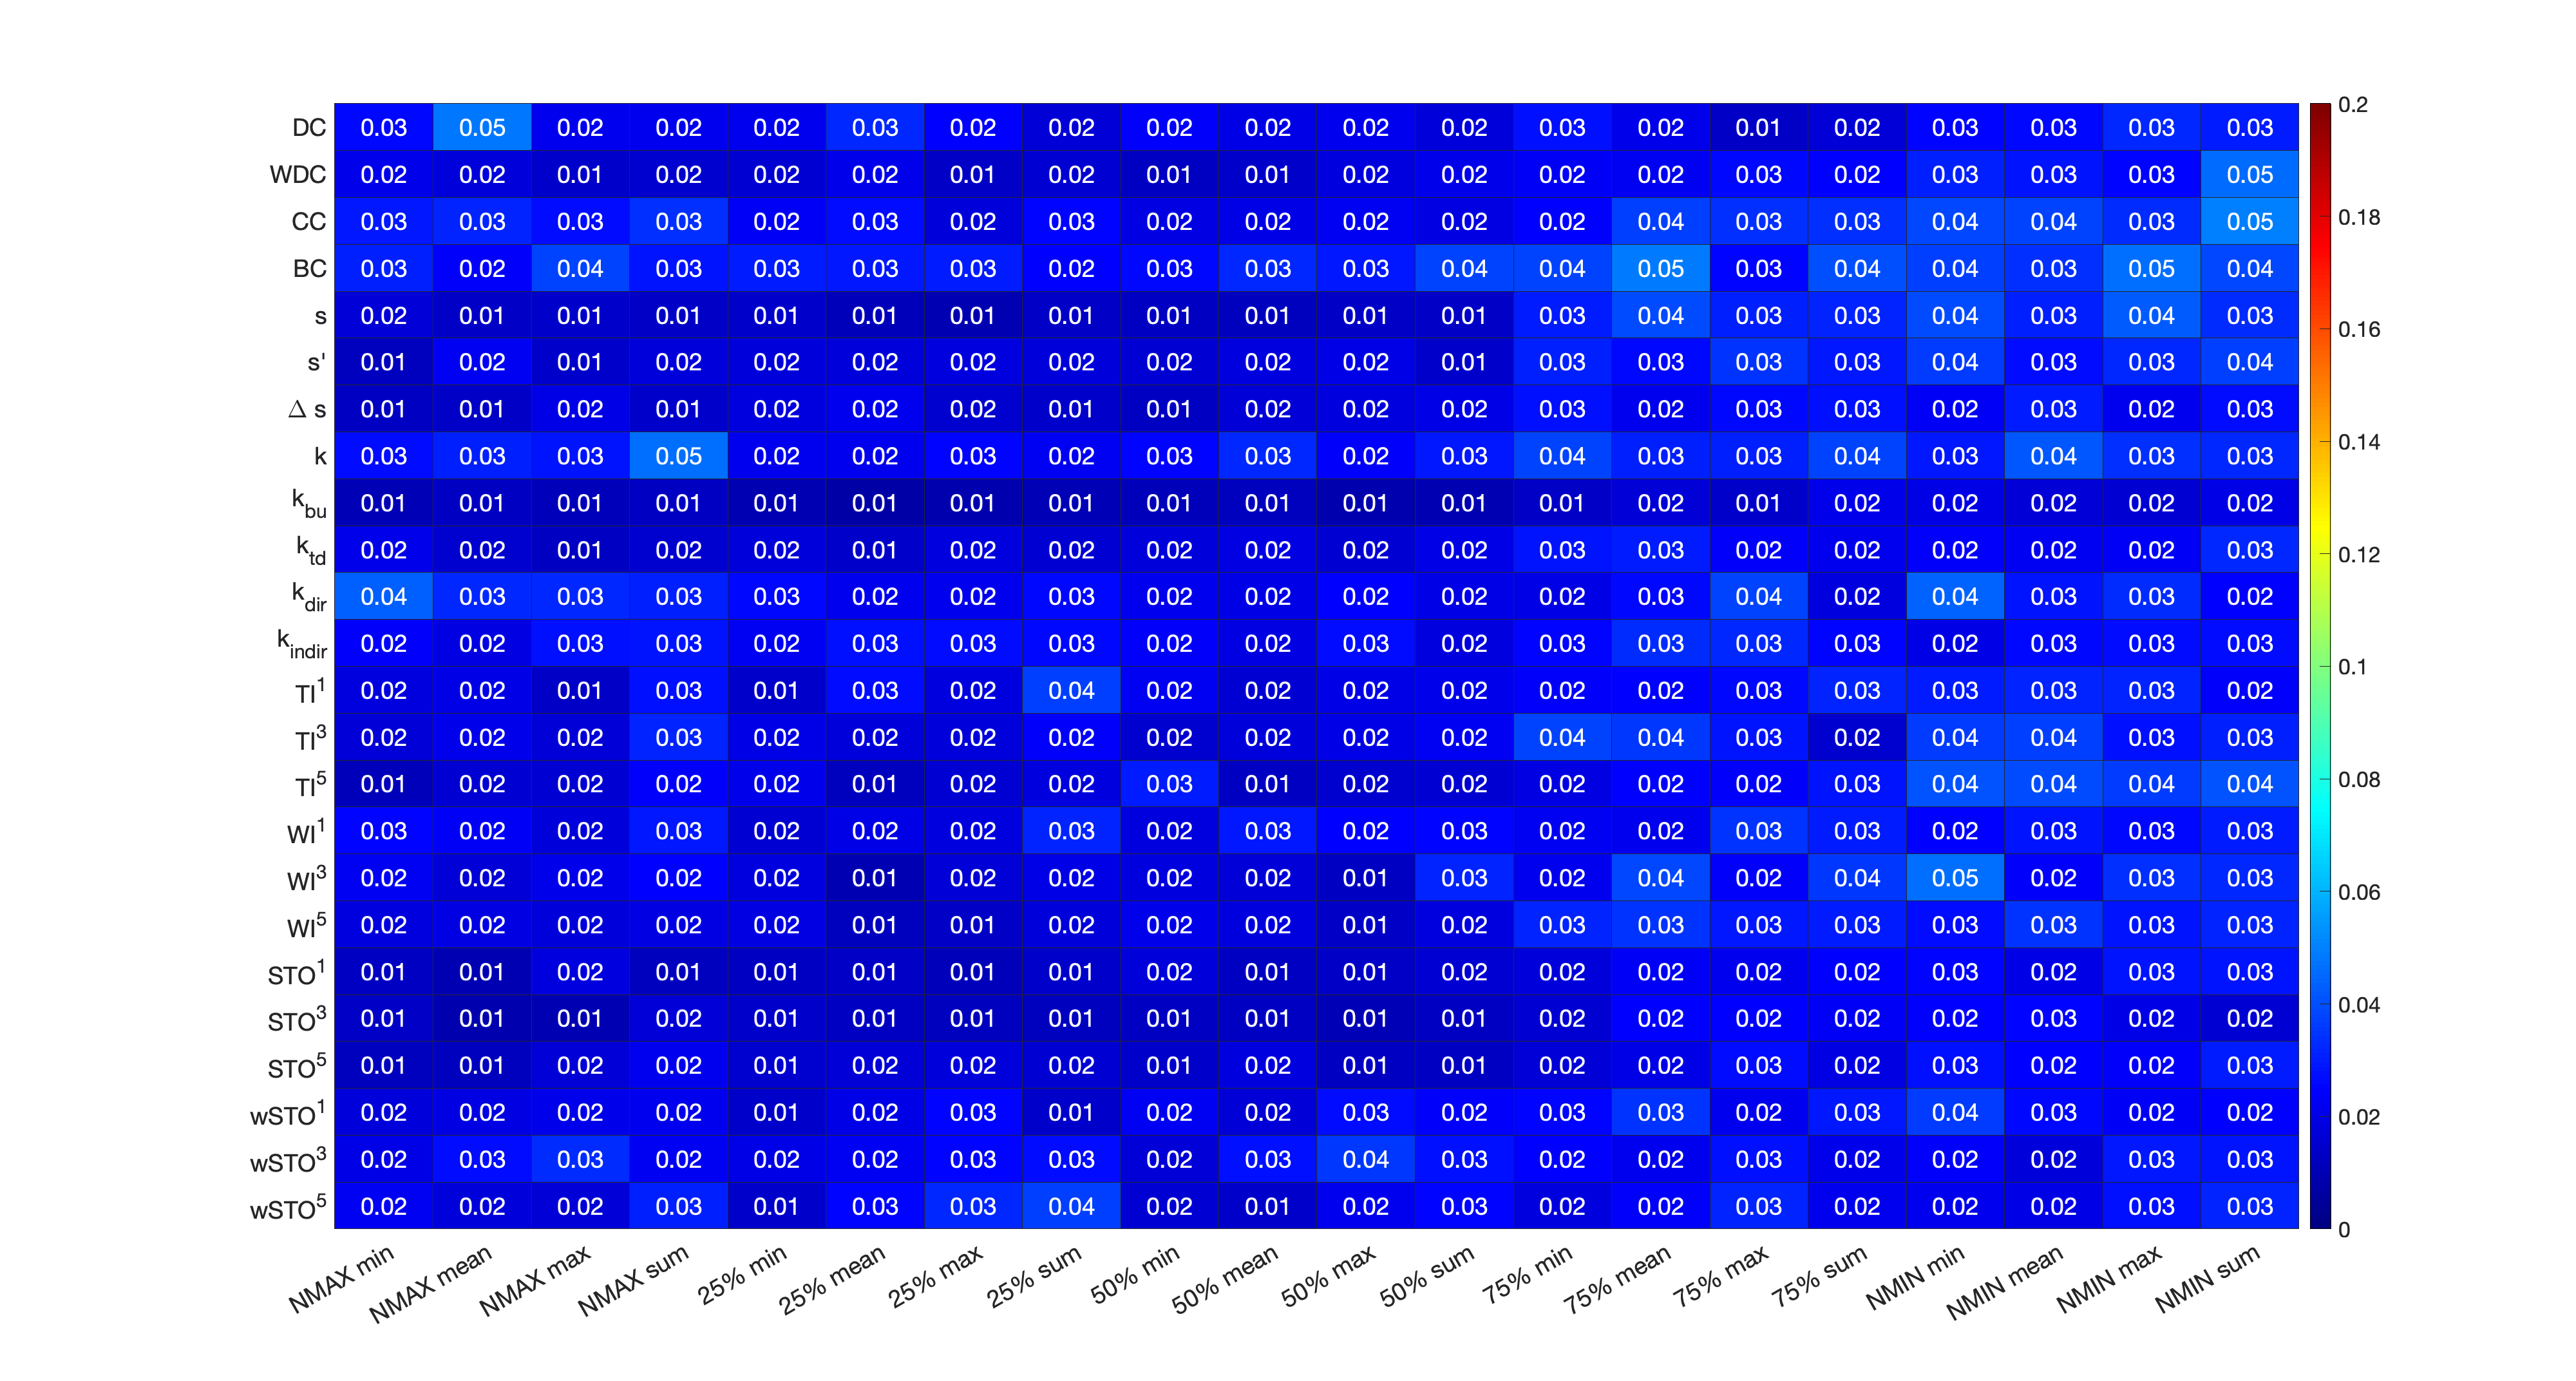 DC 0.03 0.05 0.02 0.02 0.02 0.03 0.02 0.02 0.02 0.02 0.02 0.02 0.03 0.02 0.01 0.02 0.03 0.03 0.03 0.03 0.2
WDC 0.02 0.02 0.01 0.02 0.02 0.02 0.01 0.02 0.01 0.01 0.02 0.02 0.02 0.02 0.03 0.02 0.03 0.03 0.03 0.05
CC 0.03 0.03 0.03 0.03 0.02 0.03 0.02 0.03 0.02 0.02 0.02 0.02 0.02 0.04 0.03 0.03 0.04 0.04 0.03 0.05 0.18
BC 0.03 0.02 0.04 0.03 0.03 0.03 0.03 0.02 0.03 0.03 0.03 0.04 0.04 0.05 0.03 0.04 0.04 0.03 0.05 0.04
s 0.02 0.01 0.01 0.01 0.01 0.01 0.01 0.01 0.01 0.01 0.01 0.01 0.03 0.04 0.03 0.03 0.04 0.03 0.04 0.03 0.16
s' 0.01 0.02 0.01 0.02 0.02 0.02 0.02 0.02 0.02 0.02 0.02 0.01 0.03 0.03 0.03 0.03 0.04 0.03 0.03 0.04
Δ s 0.01 0.01 0.02 0.01 0.02 0.02 0.02 0.01 0.01 0.02 0.02 0.02 0.03 0.02 0.03 0.03 0.02 0.03 0.02 0.03
k 0.03 0.03 0.03 0.05 0.02 0.02 0.03 0.02 0.03 0.03 0.02 0.03 0.04 0.03 0.03 0.04 0.03 0.04 0.03 0.03 0.14
k_bu 0.01 0.01 0.01 0.01 0.01 0.01 0.01 0.01 0.01 0.01 0.01 0.01 0.01 0.02 0.01 0.02 0.02 0.02 0.02 0.02
k_td 0.02 0.02 0.01 0.02 0.02 0.01 0.02 0.02 0.02 0.02 0.02 0.02 0.03 0.03 0.02 0.02 0.02 0.02 0.02 0.03 0.12
k_dir 0.04 0.03 0.03 0.03 0.03 0.02 0.02 0.03 0.02 0.02 0.02 0.02 0.02 0.03 0.04 0.02 0.04 0.03 0.03 0.02
k_indir 0.02 0.02 0.03 0.03 0.02 0.03 0.03 0.03 0.02 0.02 0.03 0.02 0.03 0.03 0.03 0.03 0.02 0.03 0.03 0.03 0.1
TI^1 0.02 0.02 0.01 0.03 0.01 0.03 0.02 0.04 0.02 0.02 0.02 0.02 0.02 0.02 0.02 0.03 0.03 0.03 0.03 0.02
TI^3 0.02 0.02 0.02 0.03 0.02 0.02 0.02 0.02 0.02 0.02 0.02 0.02 0.04 0.04 0.03 0.02 0.04 0.04 0.03 0.03
TI^5 0.01 0.02 0.02 0.02 0.02 0.01 0.02 0.02 0.03 0.01 0.02 0.02 0.02 0.02 0.02 0.03 0.04 0.04 0.04 0.04 0.08
WI^1 0.03 0.02 0.02 0.03 0.02 0.02 0.02 0.03 0.02 0.03 0.02 0.03 0.02 0.02 0.03 0.03 0.02 0.03 0.03 0.03
WI^3 0.02 0.02 0.02 0.02 0.02 0.01 0.02 0.02 0.02 0.02 0.01 0.03 0.02 0.04 0.02 0.04 0.05 0.02 0.03 0.03 0.06
WI^5 0.02 0.02 0.02 0.02 0.02 0.01 0.01 0.02 0.02 0.02 0.01 0.02 0.03 0.03 0.03 0.03 0.03 0.03 0.03 0.03
STO^1 0.01 0.01 0.02 0.01 0.01 0.01 0.01 0.01 0.02 0.01 0.01 0.02 0.02 0.02 0.02 0.02 0.03 0.02 0.03 0.03
STO^3 0.01 0.01 0.01 0.02 0.01 0.01 0.01 0.01 0.01 0.01 0.01 0.01 0.02 0.02 0.02 0.02 0.02 0.03 0.02 0.02 0.04
STO^5 0.01 0.01 0.02 0.02 0.01 0.02 0.02 0.02 0.01 0.02 0.01 0.01 0.02 0.02 0.03 0.02 0.03 0.02 0.02 0.03
wSTO^1 0.02 0.02 0.02 0.02 0.01 0.02 0.03 0.01 0.02 0.02 0.03 0.02 0.03 0.03 0.02 0.03 0.04 0.03 0.02 0.02 0.02
wSTO^3 0.02 0.03 0.03 0.02 0.02 0.02 0.03 0.03 0.02 0.03 0.04 0.03 0.02 0.02 0.03 0.02 0.02 0.02 0.03 0.03
wSTO^5 0.02 0.02 0.02 0.03 0.01 0.03 0.03 0.04 0.02 0.01 0.02 0.03 0.02 0.02 0.03 0.02 0.02 0.02 0.03 0.03 0
NMAX min NMAX mean NMAX max NMAX sum 25% min 25% mean 25% max 25% sum 50% min 50% mean 50% max 50% sum 75% min 75% mean 75% max 75% sum NMIN min NMIN mean NMIN max NMIN sum